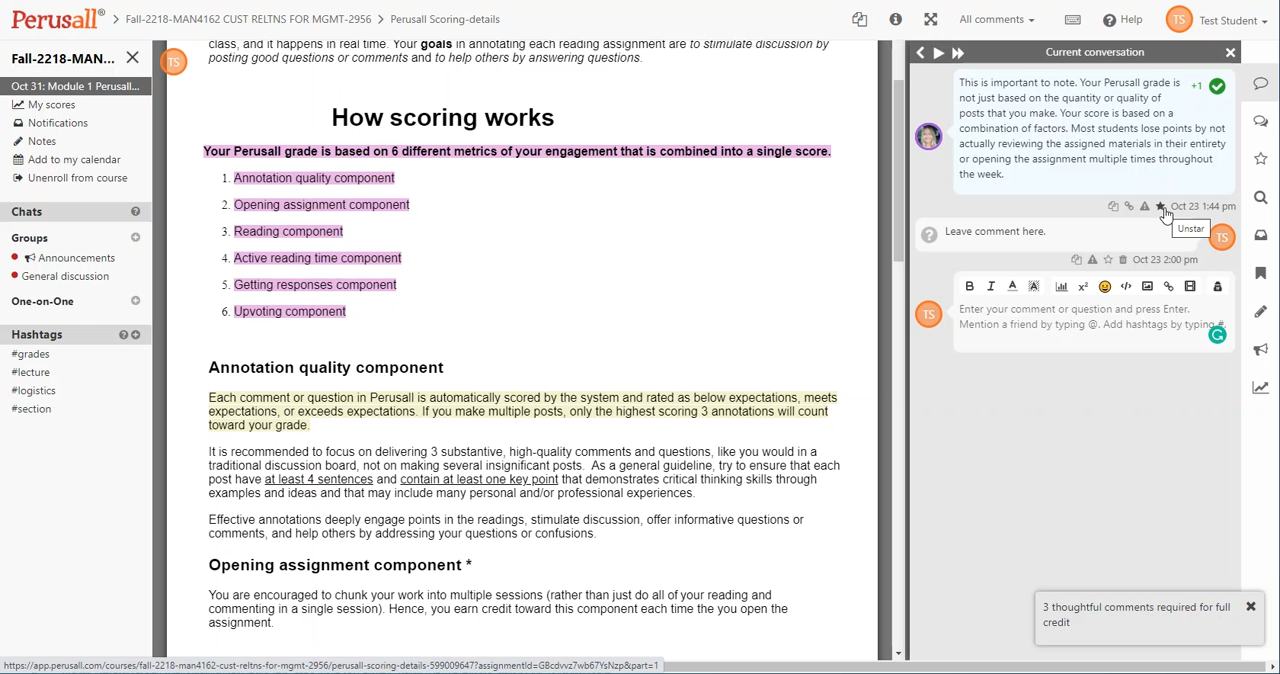 Perusall®
Fall-2218-MAN4162 CUST RELTNS FOR MGMT-2956
Perusall Scoring-details
All comments
Help
TS
Test Student
Fall-2218-MAN...
Oct 31: Module 1 Perusall...
My scores
Notifications
Notes
Add to my calendar
Unenroll from course
Chats
Groups
Announcements
General discussion
One-on-One
Hashtags
#grades
#lecture
#logistics
#section
TS
class, and it happens in real time. Your goals in annotating each reading assignment are to stimulate discussion by
posting good questions or comments and to help others by answering questions.
How scoring works
Your Perusall grade is based on 6 different metrics of your engagement that is combined into a single score.
1. Annotation quality component
2. Opening assignment component
3. Reading component
4. Active reading time component
5. Getting responses component
6. Upvoting component
Annotation quality component
Each comment or question in Perusall is automatically scored by the system and rated as below expectations, meets
expectations, or exceeds expectations. If you make multiple posts, only the highest scoring 3 annotations will count
toward your grade.
It is recommended to focus on delivering 3 substantive, high-quality comments and questions, like you would in a
traditional discussion board, not on making several insignificant posts. As a general guideline, try to ensure that each
post have at least 4 sentences and contain at least one key point that demonstrates critical thinking skills through
examples and ideas and that may include many personal and/or professional experiences.
Effective annotations deeply engage points in the readings, stimulate discussion, offer informative questions or
comments, and help others by addressing your questions or confusions.
Opening assignment component *
You are encouraged to chunk your work into multiple sessions (rather than just do all of your reading and
commenting in a single session). Hence, you earn credit toward this component each time the you open the
assignment.
Current conversation
This is important to note. Your Perusall grade is
not just based on the quantity or quality of
posts that you make. Your score is based on a
combination of factors. Most students lose points by not
actually reviewing the assigned materials in their entirety
or opening the assignment multiple times throughout
the week.
+1
Oct 23 1:44 pm
Unstar
Leave comment here.
TS
Oct 23 2:00 pm
TS
Enter your comment or question and press Enter.
Mention a friend by typing @. Add hashtags by typing #.
3 thoughtful comments required for full
credit
https://app.perusall.com/courses/fall-2218-man4162-cust-reltns-for-mgmt-2956/perusall-scoring-details-599009647?assignmentId=GBcdvvz7wb67YsNzp&part=1